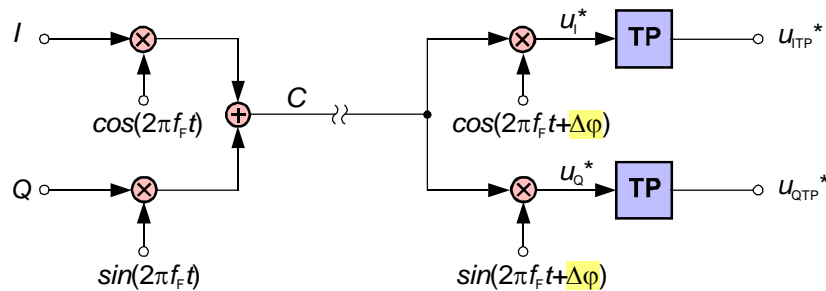 I
cos(2πfFt)
Q
sin(2πfFt)
C
cos(2πfFt+Δφ)
uI*
TP
uITP*
sin(2πfFt+Δφ)
uQ*
TP
uQTP*